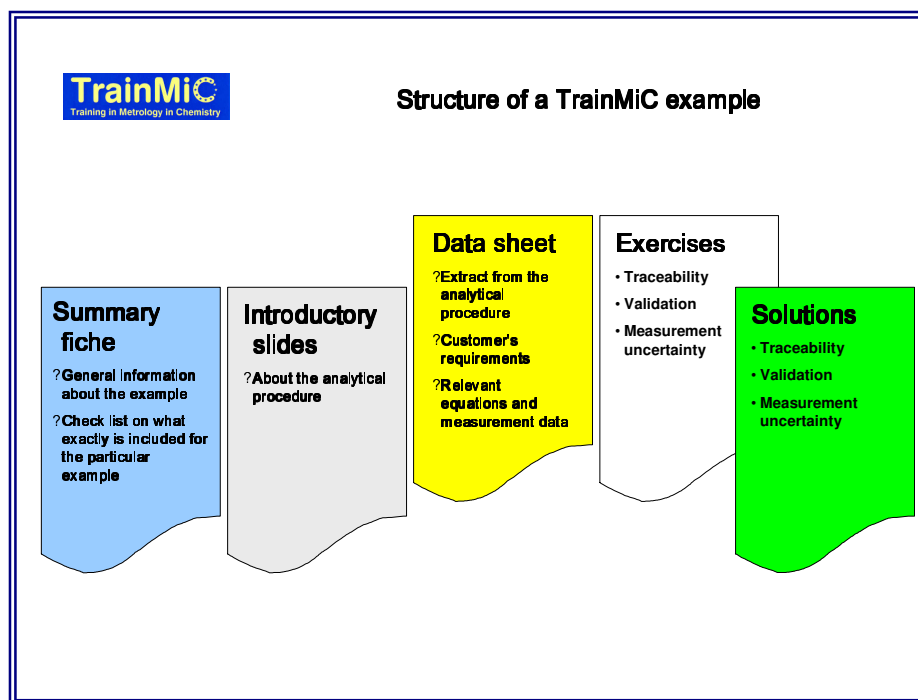 TrainMiC
Training in Metrology in Chemistry
Structure of a TrainMiC example
Summary
fiche
?General information
about the example
?Check list on what
exactly is included for
the particular
example
Introductory
slides
?About the analytical
procedure
Data sheet
?Extract from the
analytical
procedure
?Customer's
requirements
?Relevant
equations and
measurement data
Exercises
• Traceability
• Validation
• Measurement
uncertainty
Solutions
• Traceability
• Validation
• Measurement
uncertainty